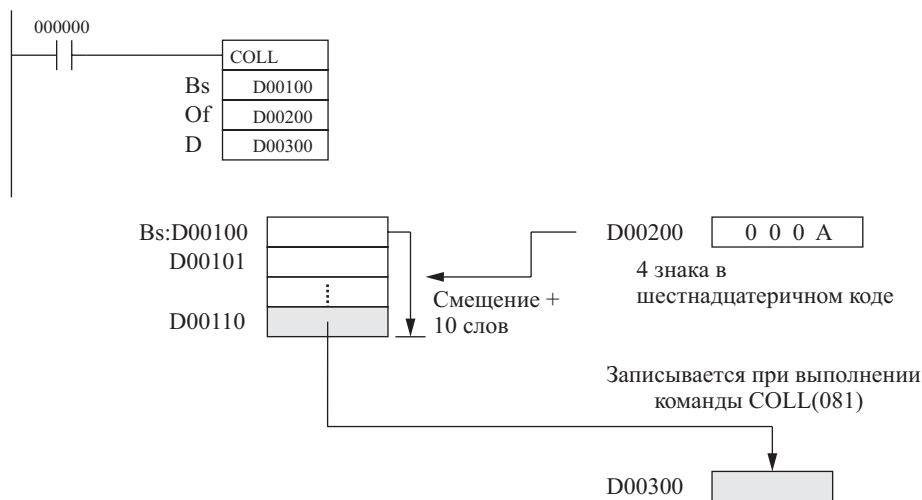 000000
COLL
Bs D00100
Of D00200
D D00300
Bs:D00100
D00101
D00110
Смещение +
10 слов
D00200 0 0 0 A
4 знака в
шестнадцатеричном коде
Записывается при выполнении
команды COLL(081)
D00300